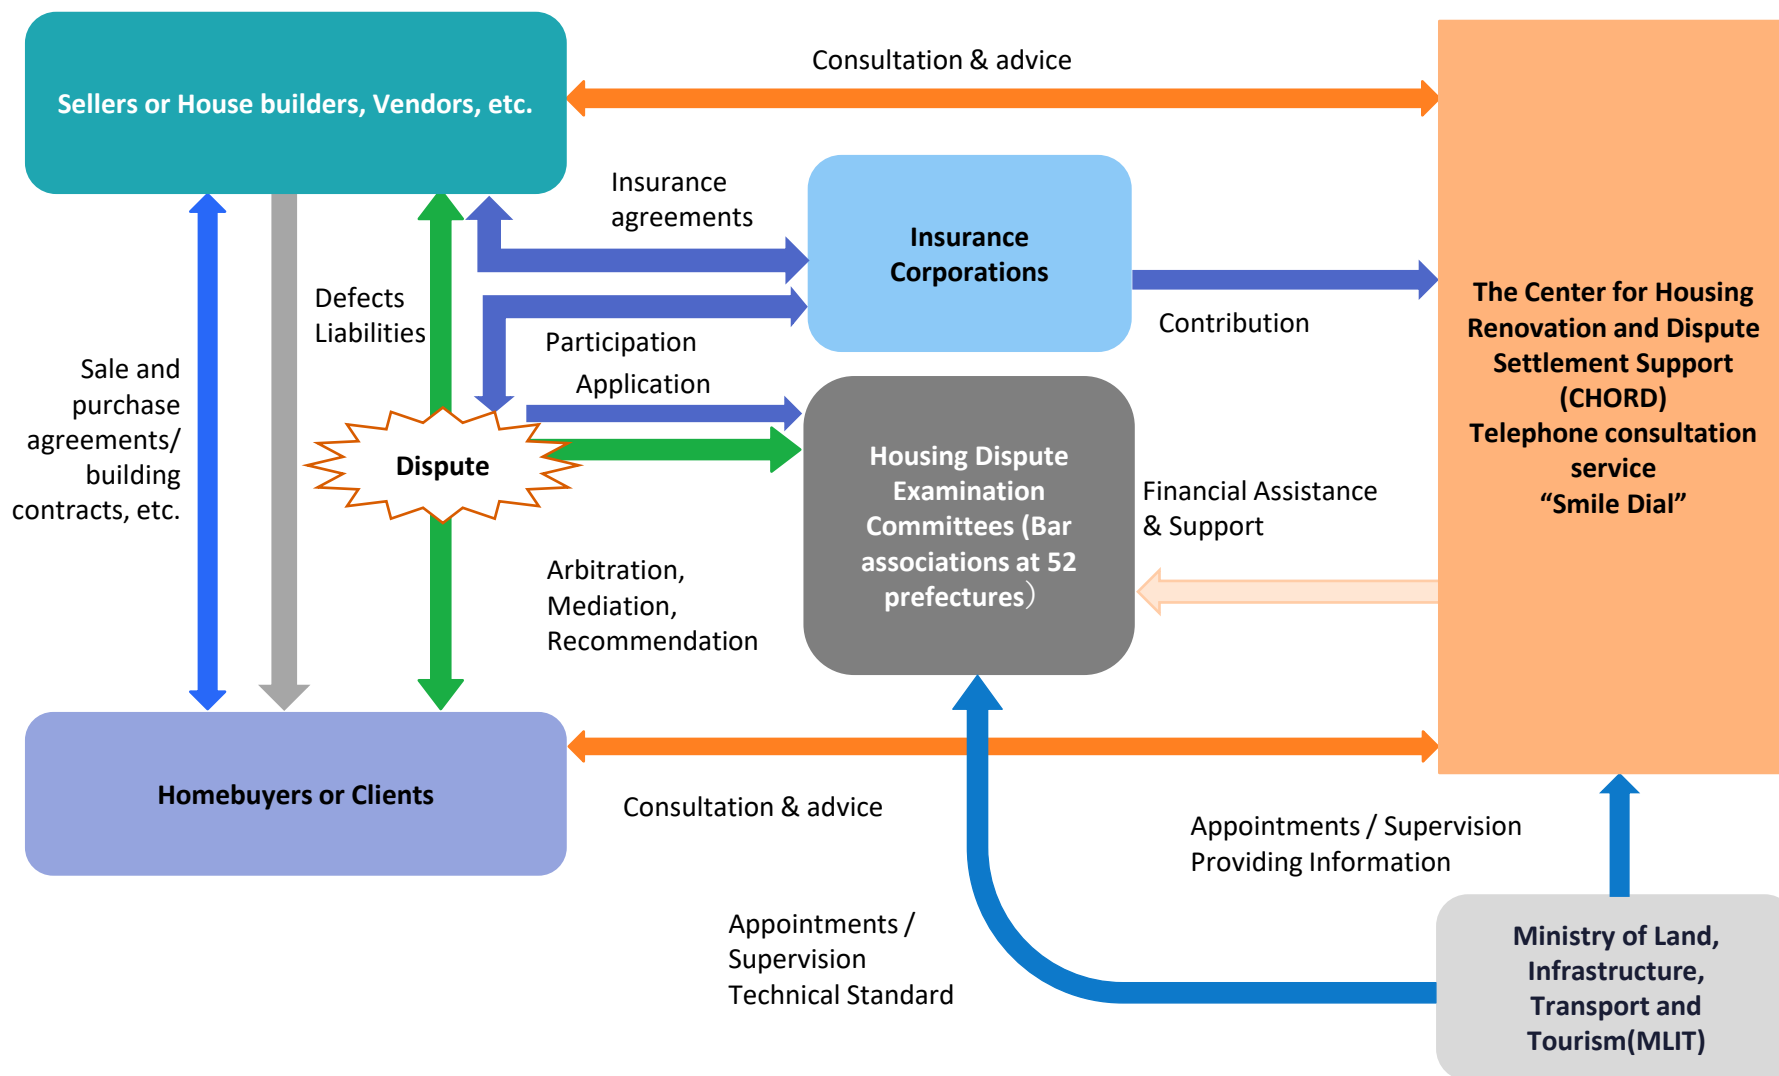 Sellers or House builders, Vendors, etc.
Consultation & advice
Insurance
agreements
Insurance
Corporations
Defects
Liabilities
Participation
Application
Contribution
The Center for Housing
Renovation and Dispute
Settlement Support
(CHORD)
Telephone consultation
service
“Smile Dial”
Sale and
purchase
agreements/
building
contracts, etc.
Dispute
Housing Dispute
Examination
Committees (Bar
associations at 52
prefectures）
Financial Assistance
& Support
Arbitration,
Mediation,
Recommendation
Homebuyers or Clients
Consultation & advice
Appointments / Supervision
Providing Information
Appointments /
Supervision
Technical Standard
Ministry of Land,
Infrastructure,
Transport and
Tourism(MLIT)